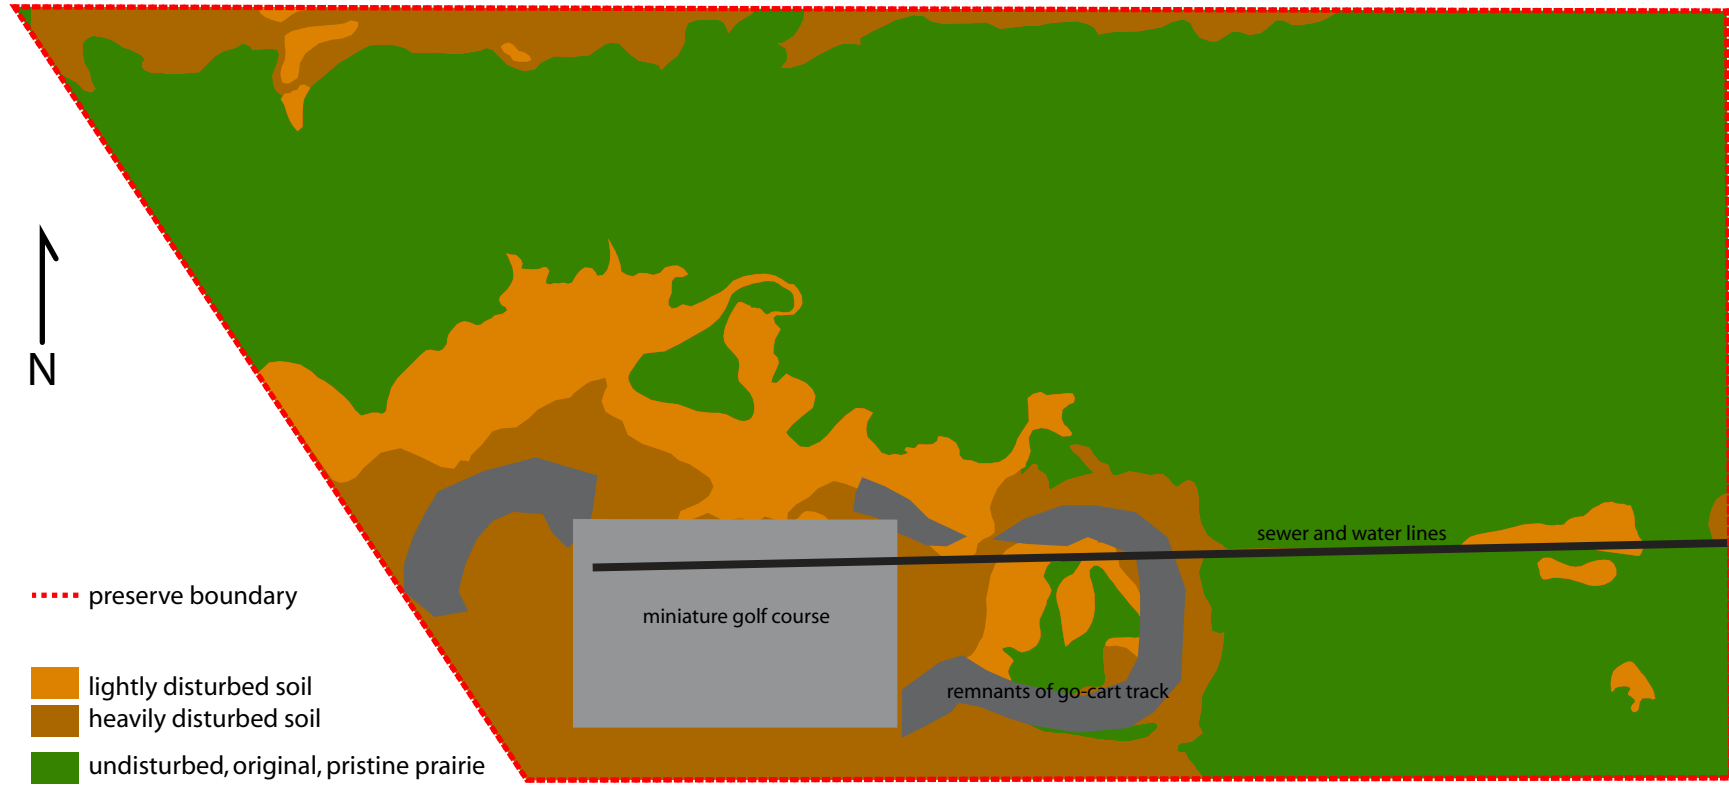 N
sewer and water lines
miniature golf course
remnants of go-cart track
preserve boundary
lightly disturbed soil
heavily disturbed soil
undisturbed, original, pristine prairie